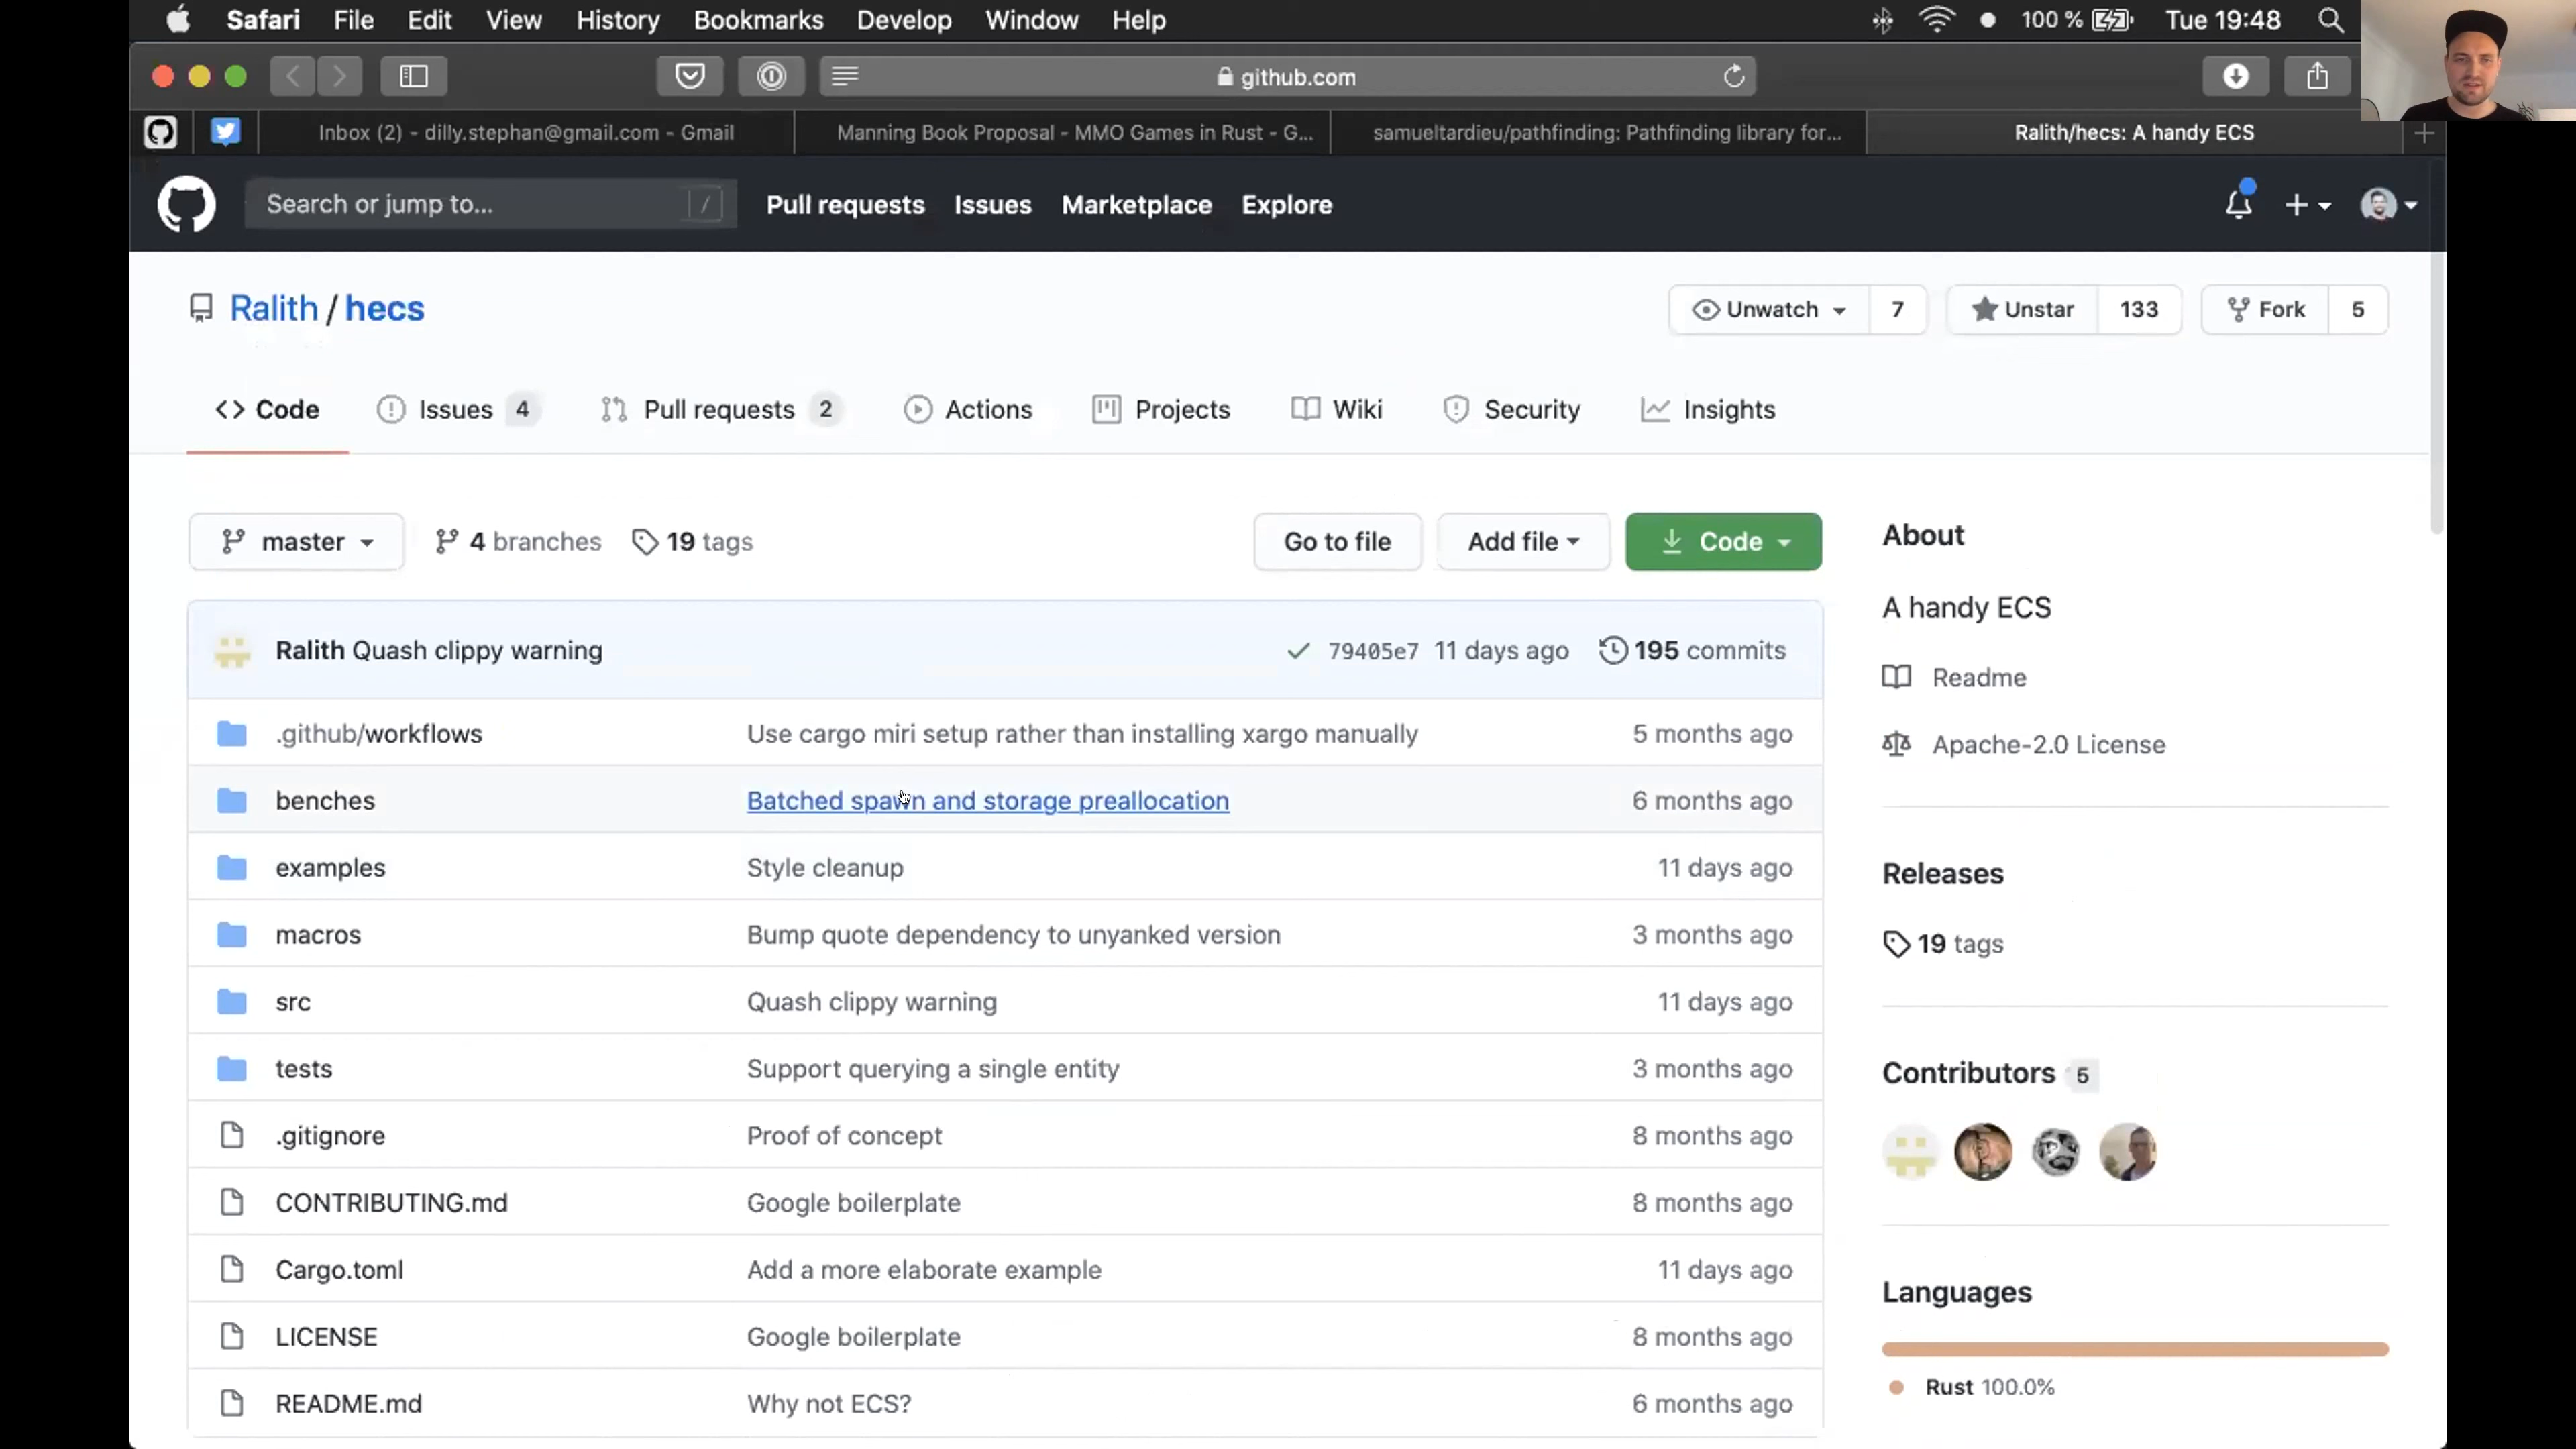 Safari File Edit View History Bookmarks Develop Window Help 100 % Tue 19:48
github.com
Inbox (2) - dilly.stephan@gmail.com - Gmail Manning Book Proposal - MMO Games in Rust - G... samueltardieu/pathfinding: Pathfinding library for... Ralith/hecs: A handy ECS
Search or jump to... / Pull requests Issues Marketplace Explore
Ralith / hecs Unwatch 7 Unstar 133 Fork 5
Code Issues 4 Pull requests 2 Actions Projects Wiki Security Insights
master 4 branches 19 tags Go to file Add file Code
About
A handy ECS
Readme
Apache-2.0 License
Releases
19 tags
Contributors 5
Languages
Rust 100.0%
Ralith Quash clippy warning 79405e7 11 days ago 195 commits
.github/workflows Use cargo miri setup rather than installing xargo manually 5 months ago
benches Batched spawn and storage preallocation 6 months ago
examples Style cleanup 11 days ago
macros Bump quote dependency to unyanked version 3 months ago
src Quash clippy warning 11 days ago
tests Support querying a single entity 3 months ago
.gitignore Proof of concept 8 months ago
CONTRIBUTING.md Google boilerplate 8 months ago
Cargo.toml Add a more elaborate example 11 days ago
LICENSE Google boilerplate 8 months ago
README.md Why not ECS? 6 months ago